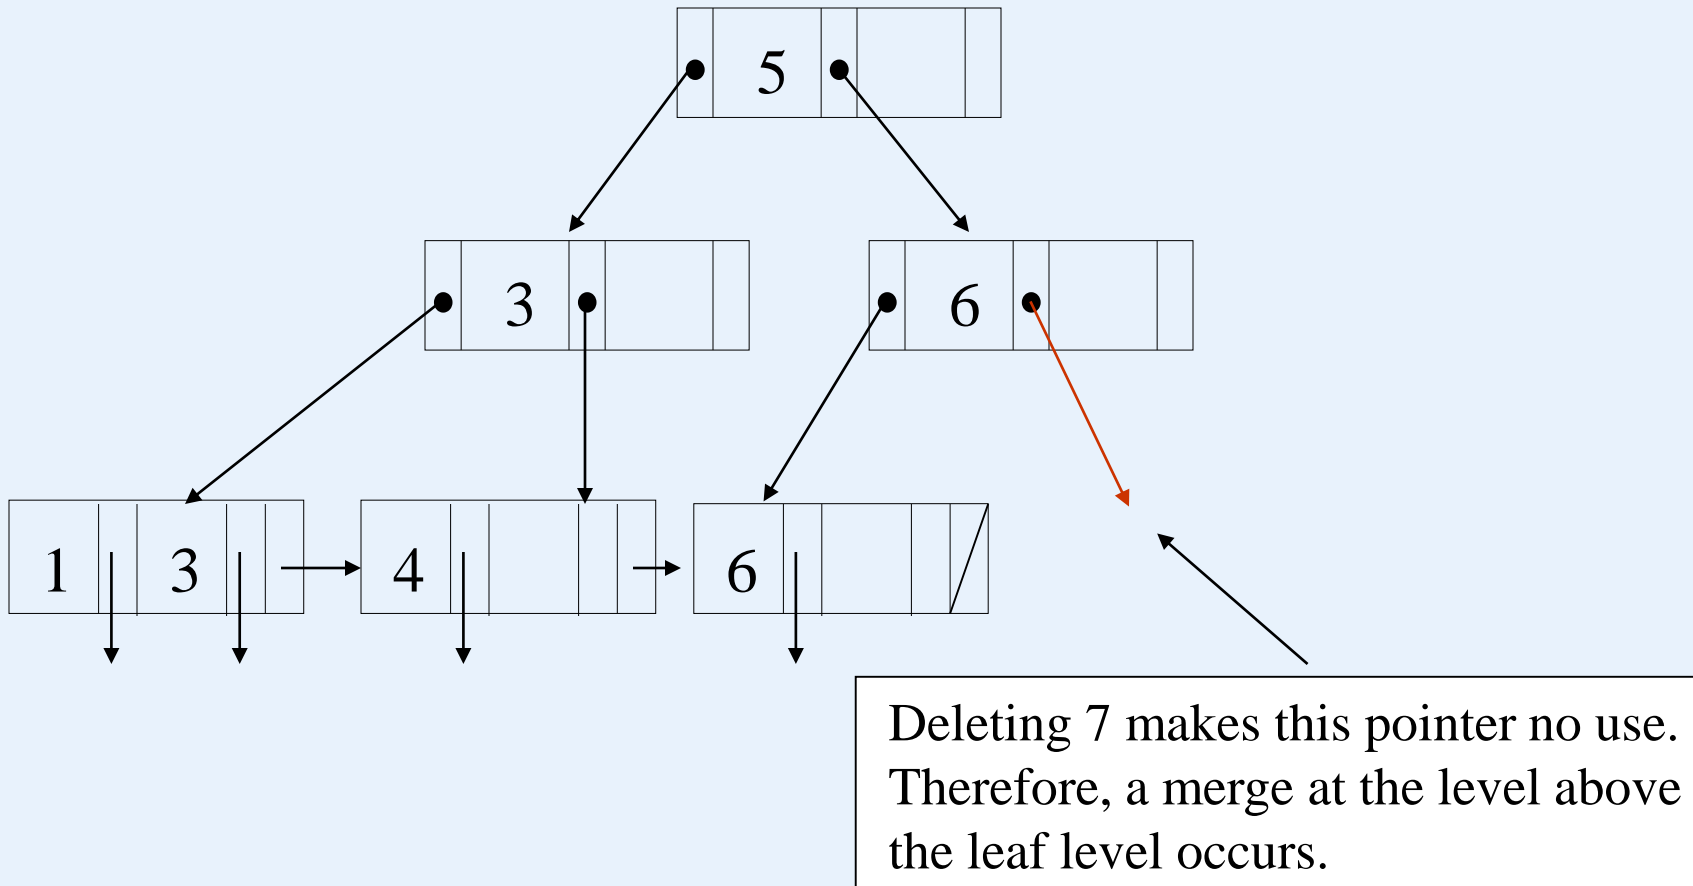 5
3 6
1 3 4 6
Deleting 7 makes this pointer no use.
Therefore, a merge at the level above
the leaf level occurs.